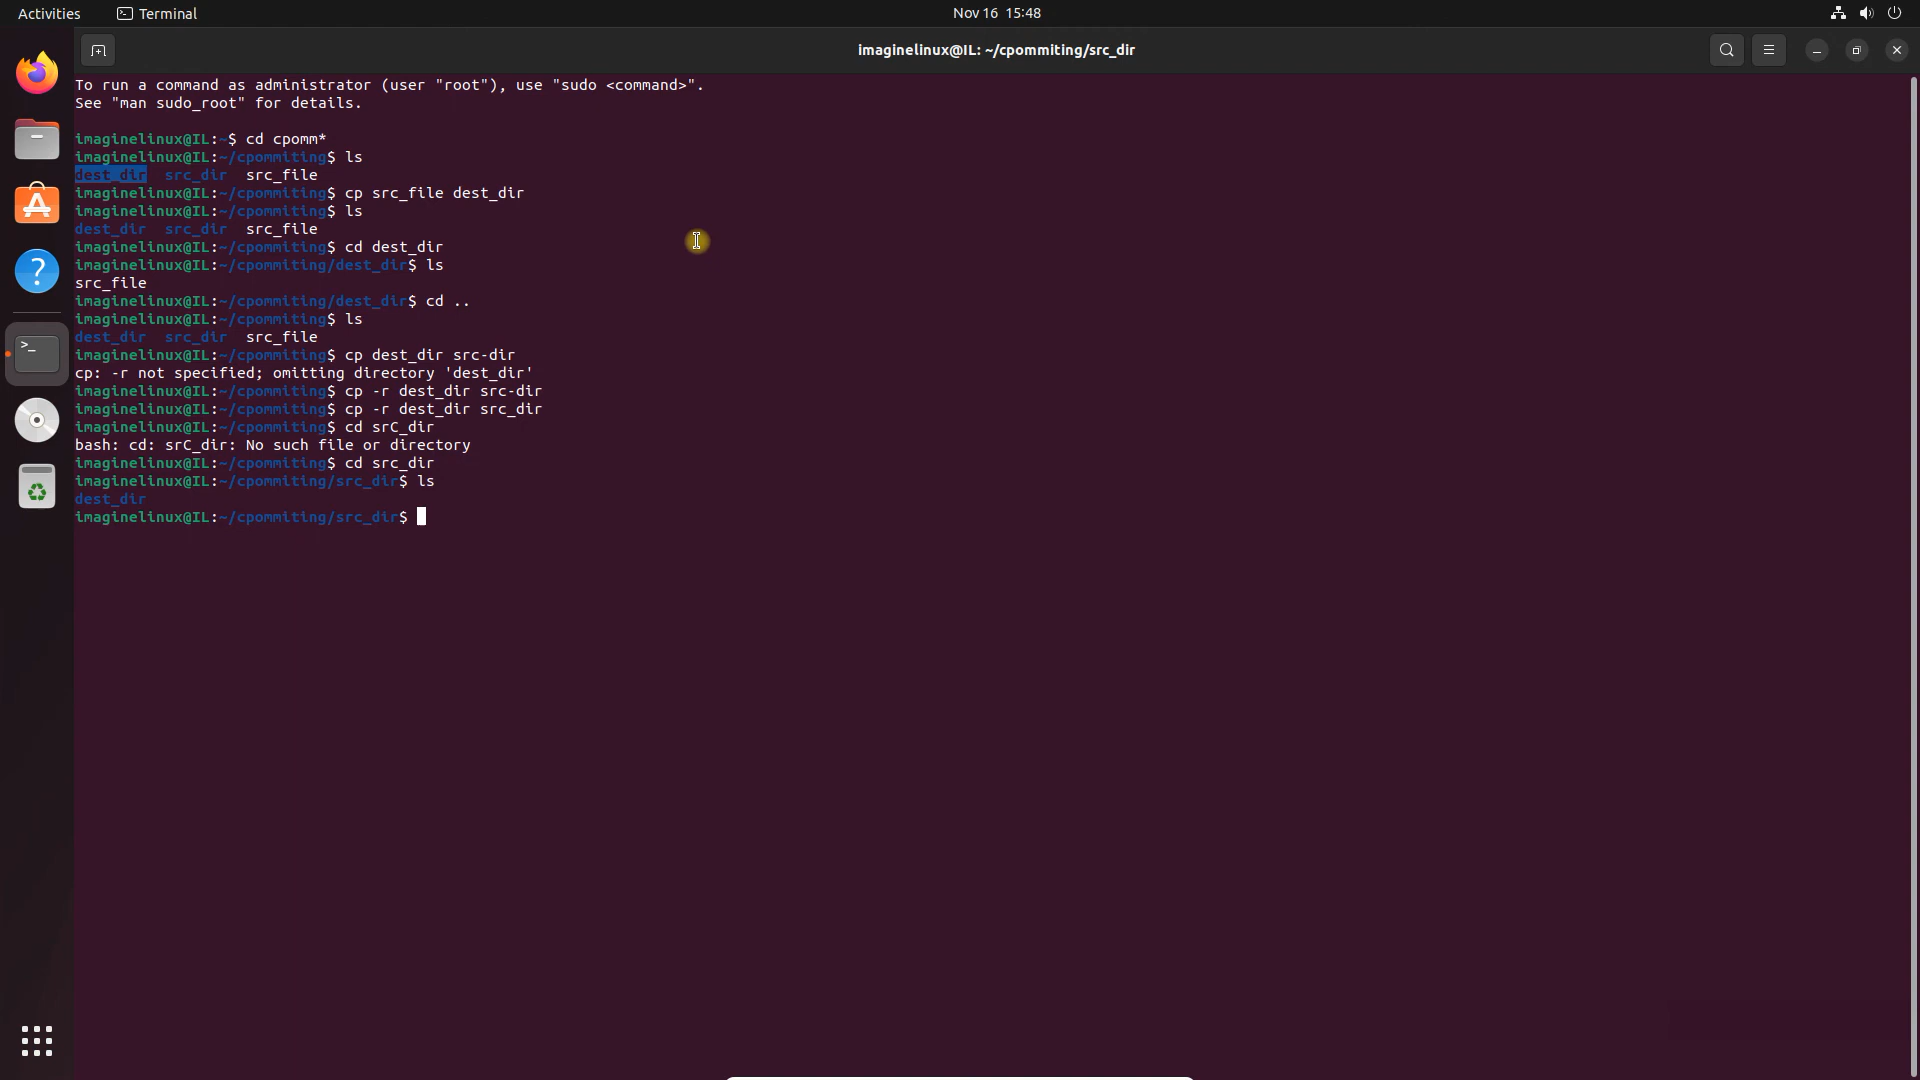 Activities Terminal Nov 16 15:48
imaginelinux@IL: ~/cpommiting/src_dir
To run a command as administrator (user "root"), use "sudo <command>".
See "man sudo_root" for details.
imaginelinux@IL:~$ cd cpomm*
imaginelinux@IL:~/cpommiting$ ls
dest_dir src_dir src_file
imaginelinux@IL:~/cpommiting$ cp src_file dest_dir
imaginelinux@IL:~/cpommiting$ ls
dest_dir src_dir src_file
imaginelinux@IL:~/cpommiting$ cd dest_dir
imaginelinux@IL:~/cpommiting/dest_dir$ ls
src_file
imaginelinux@IL:~/cpommiting/dest_dir$ cd ..
imaginelinux@IL:~/cpommiting$ ls
dest_dir src_dir src_file
imaginelinux@IL:~/cpommiting$ cp dest_dir src-dir
cp: -r not specified; omitting directory 'dest_dir'
imaginelinux@IL:~/cpommiting$ cp -r dest_dir src-dir
imaginelinux@IL:~/cpommiting$ cp -r dest_dir src_dir
imaginelinux@IL:~/cpommiting$ cd srC_dir
bash: cd: srC_dir: No such file or directory
imaginelinux@IL:~/cpommiting$ cd src_dir
imaginelinux@IL:~/cpommiting/src_dir$ ls
dest_dir
imaginelinux@IL:~/cpommiting/src_dir$